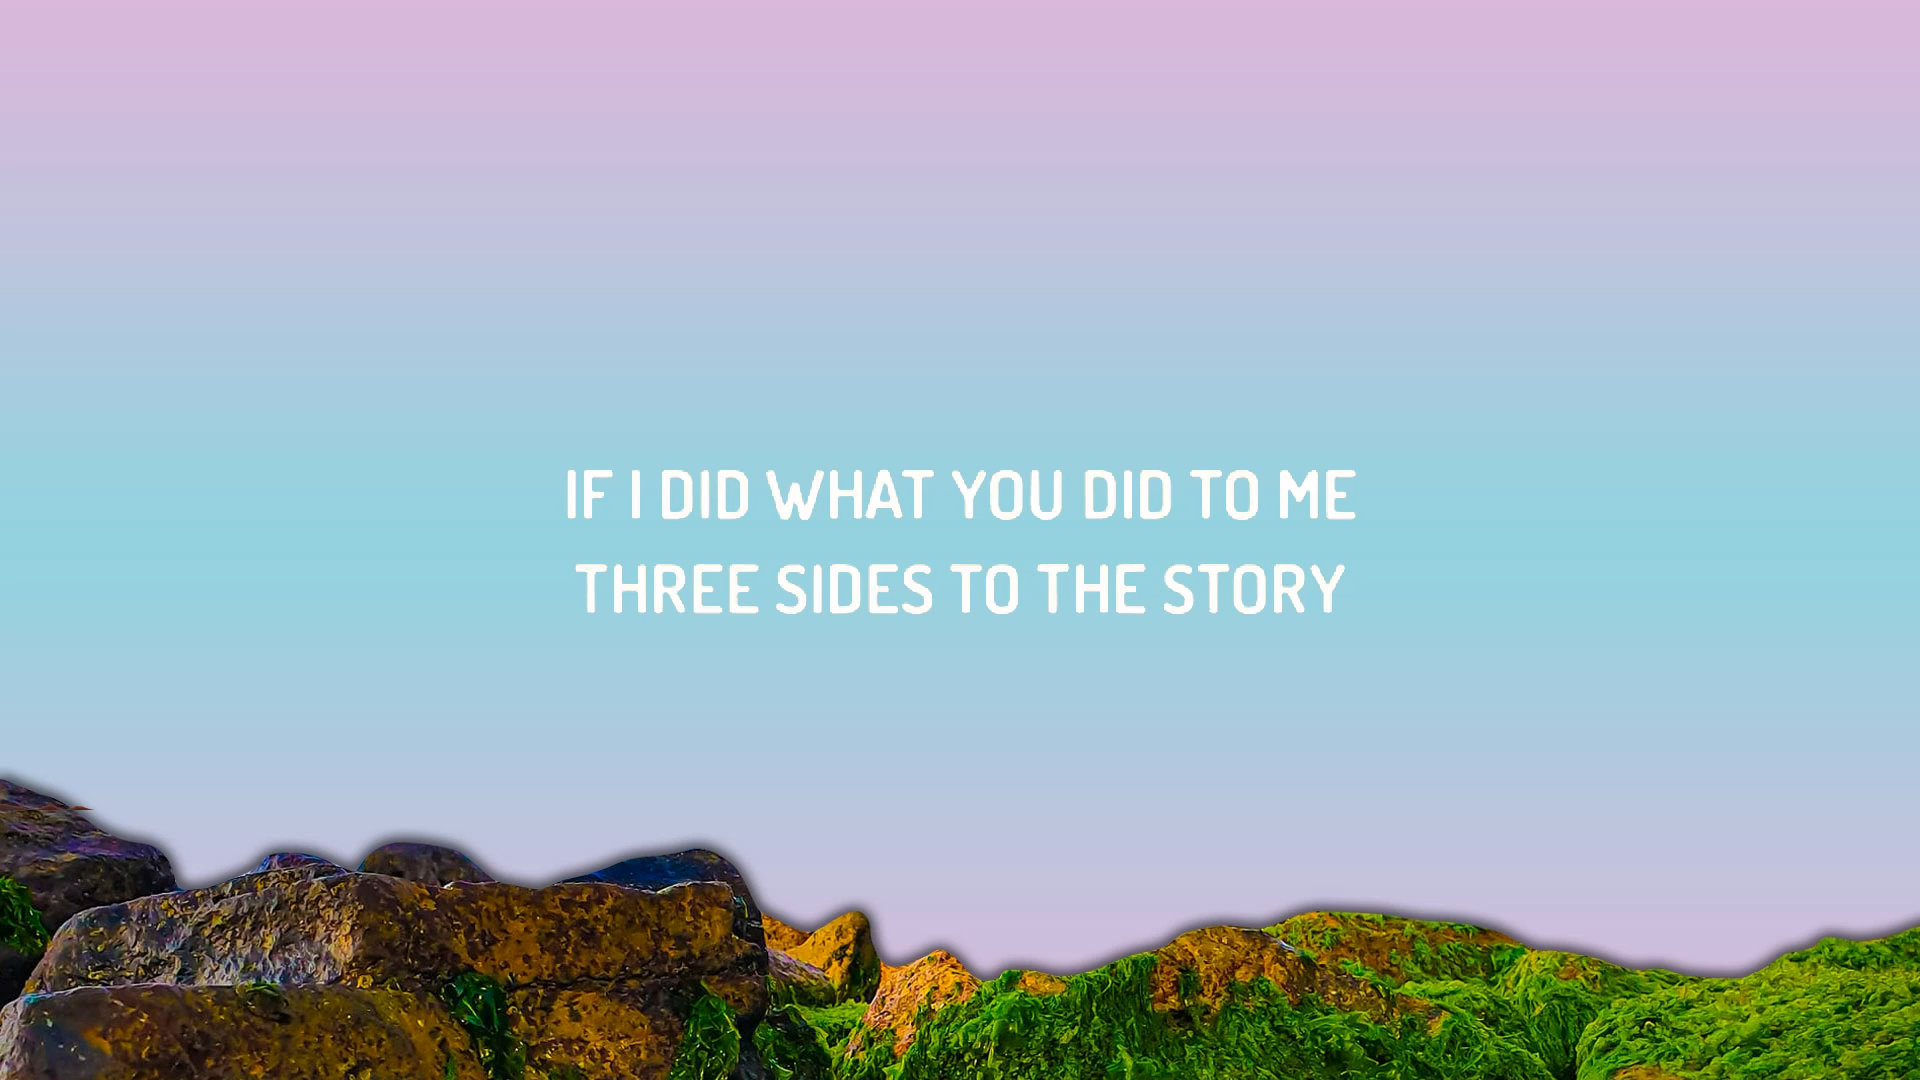 IF I DID WHAT YOU DID TO ME
THREE SIDES TO THE STORY